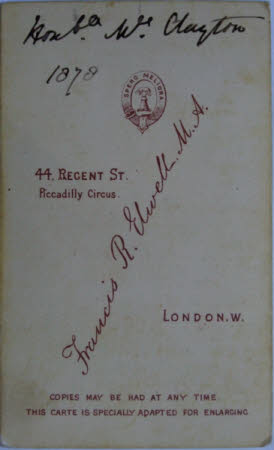 Honble Mrs Clayton
1878
SPERO MELIORA
44, REGENT ST.
Piccadilly Circus.
Francis R. Elwell. M.A.
LONDON.W.
COPIES MAY BE HAD AT ANY TIME
THIS CARTE IS SPECIALLY ADAPTED FOR ENLARGING